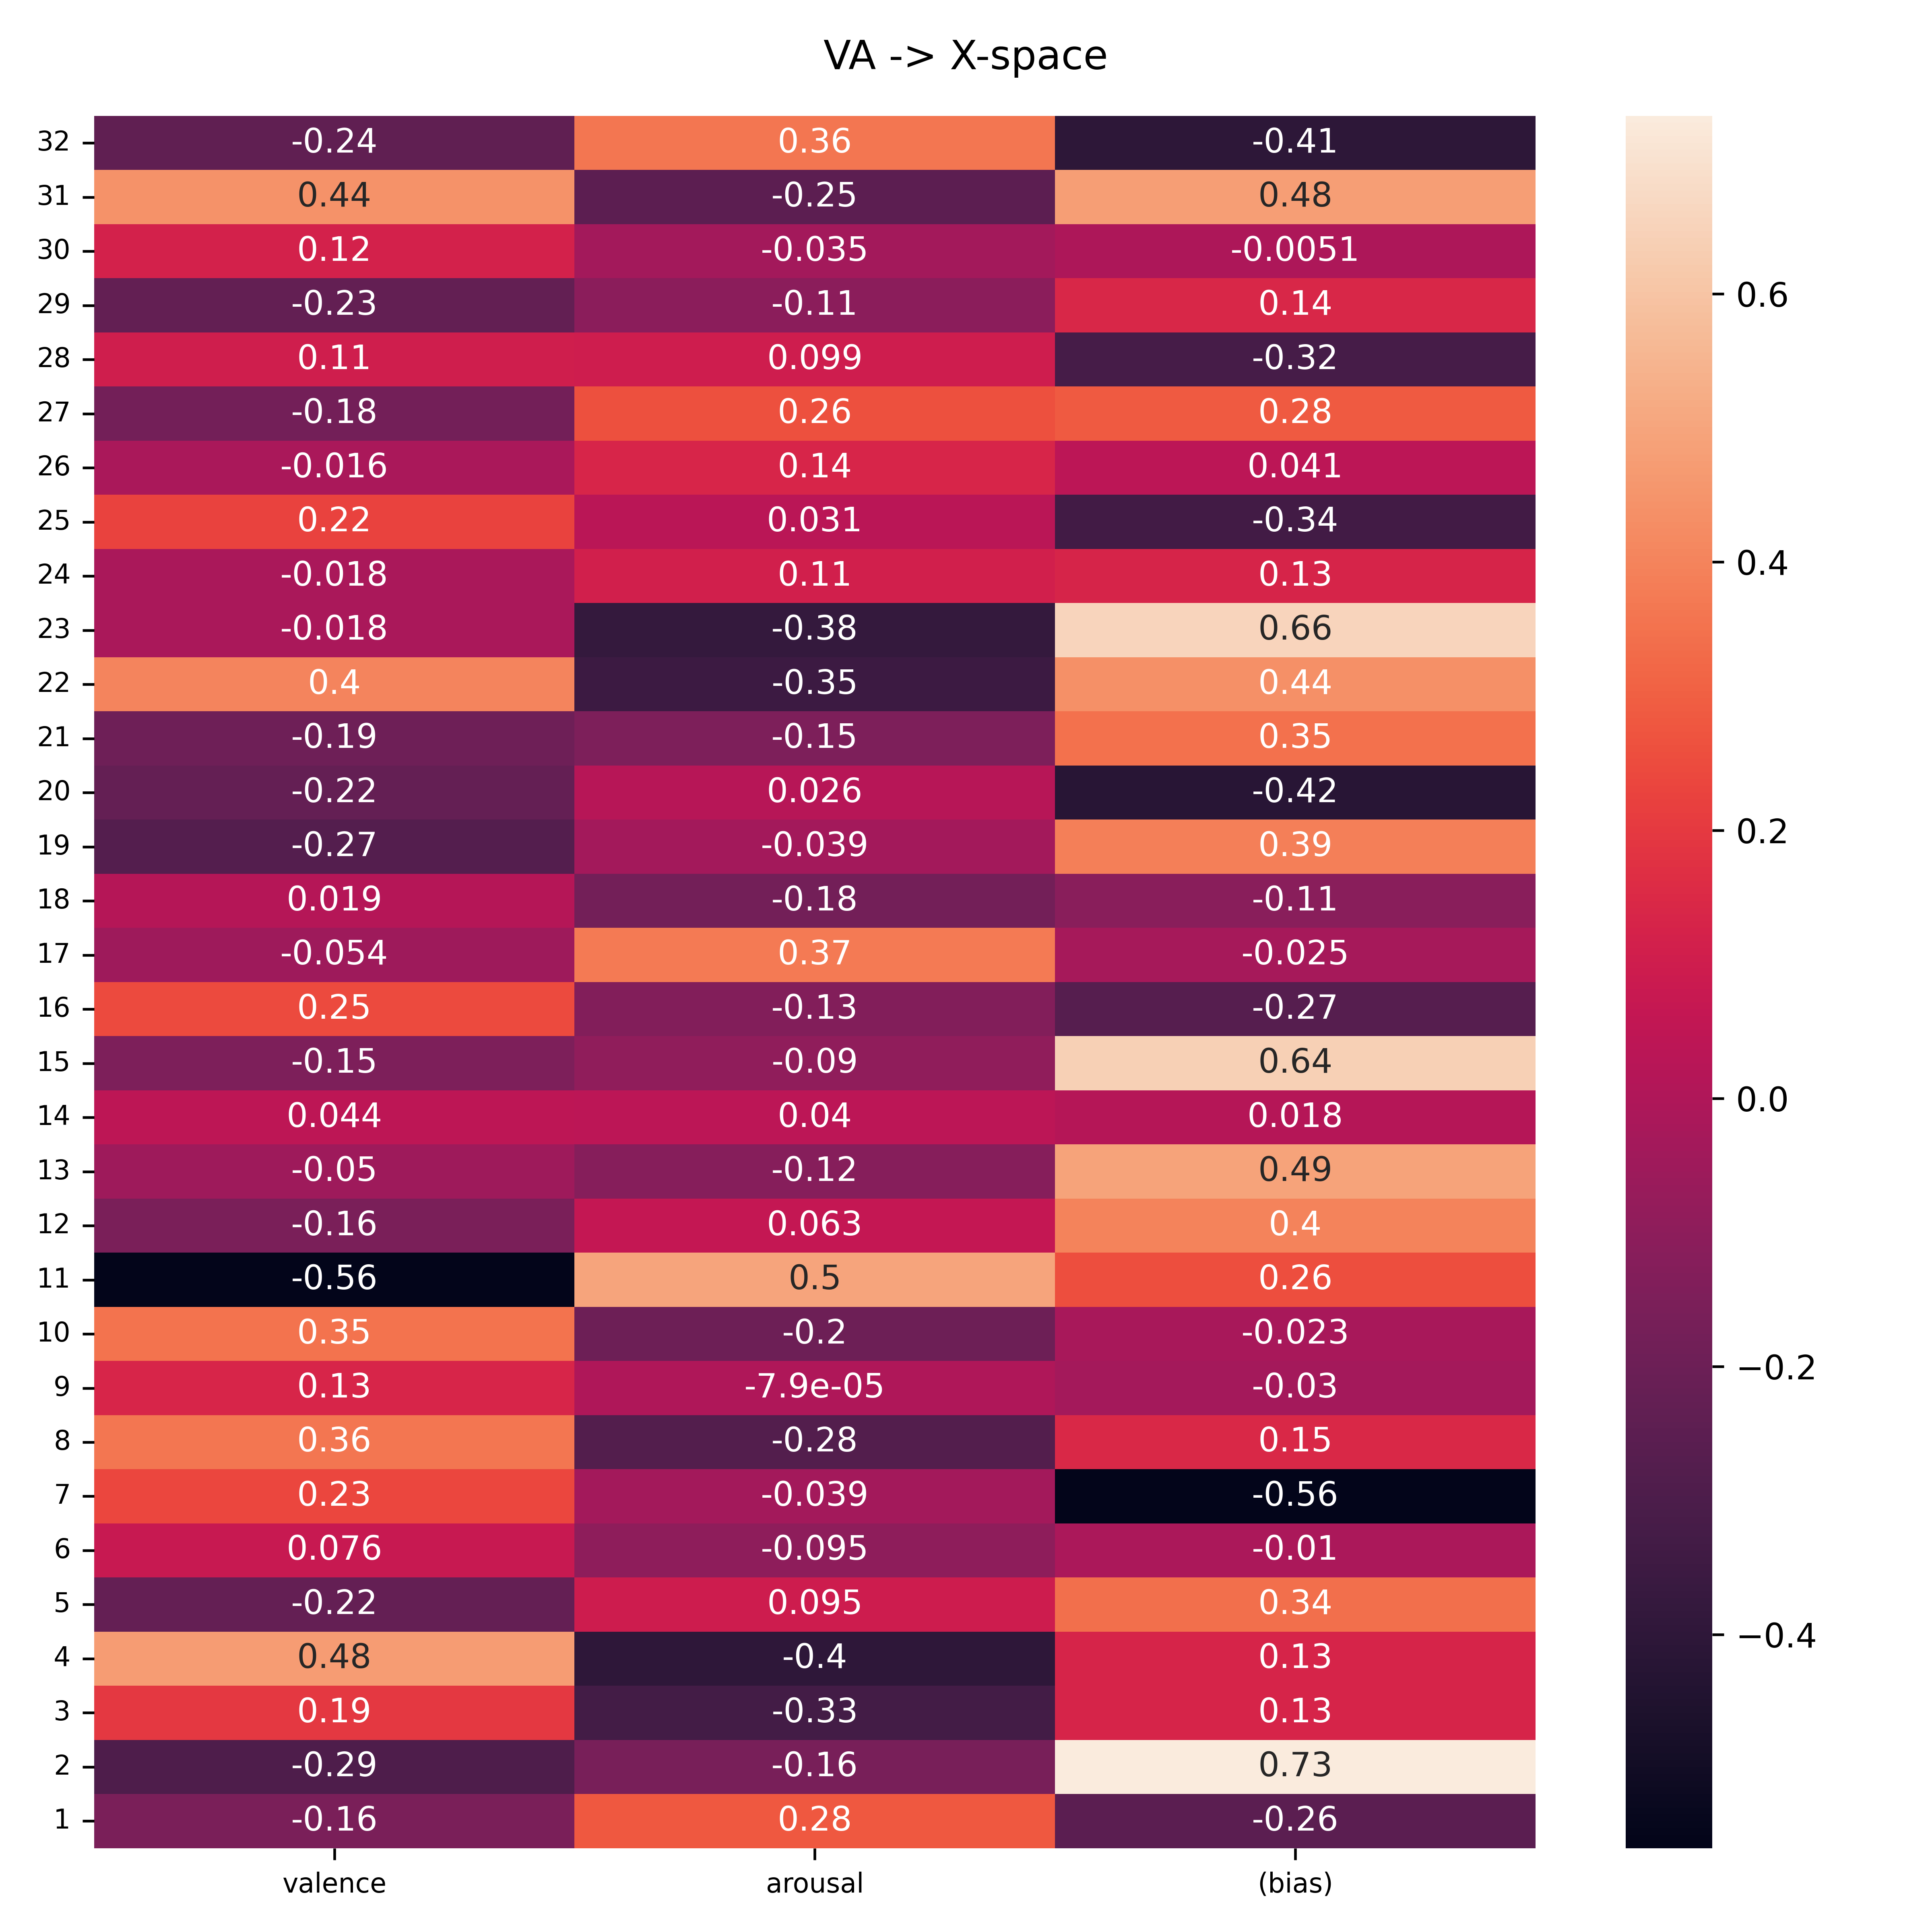 VA -> X-space
32 -0.24 0.36 -0.41
31 0.44 -0.25 0.48
30 0.12 -0.035 -0.0051
29 -0.23 -0.11 0.14
28 0.11 0.099 -0.32
27 -0.18 0.26 0.28
26 -0.016 0.14 0.041
25 0.22 0.031 -0.34
24 -0.018 0.11 0.13
23 -0.018 -0.38 0.66
22 0.4 -0.35 0.44
21 -0.19 -0.15 0.35
20 -0.22 0.026 -0.42
19 -0.27 -0.039 0.39
18 0.019 -0.18 -0.11
17 -0.054 0.37 -0.025
16 0.25 -0.13 -0.27
15 -0.15 -0.09 0.64
14 0.044 0.04 0.018
13 -0.05 -0.12 0.49
12 -0.16 0.063 0.4
11 -0.56 0.5 0.26
10 0.35 -0.2 -0.023
9 0.13 -7.9e-05 -0.03
8 0.36 -0.28 0.15
7 0.23 -0.039 -0.56
6 0.076 -0.095 -0.01
5 -0.22 0.095 0.34
4 0.48 -0.4 0.13
3 0.19 -0.33 0.13
2 -0.29 -0.16 0.73
1 -0.16 0.28 -0.26
valence arousal (bias)
0.6
0.4
0.2
0.0
−0.2
−0.4